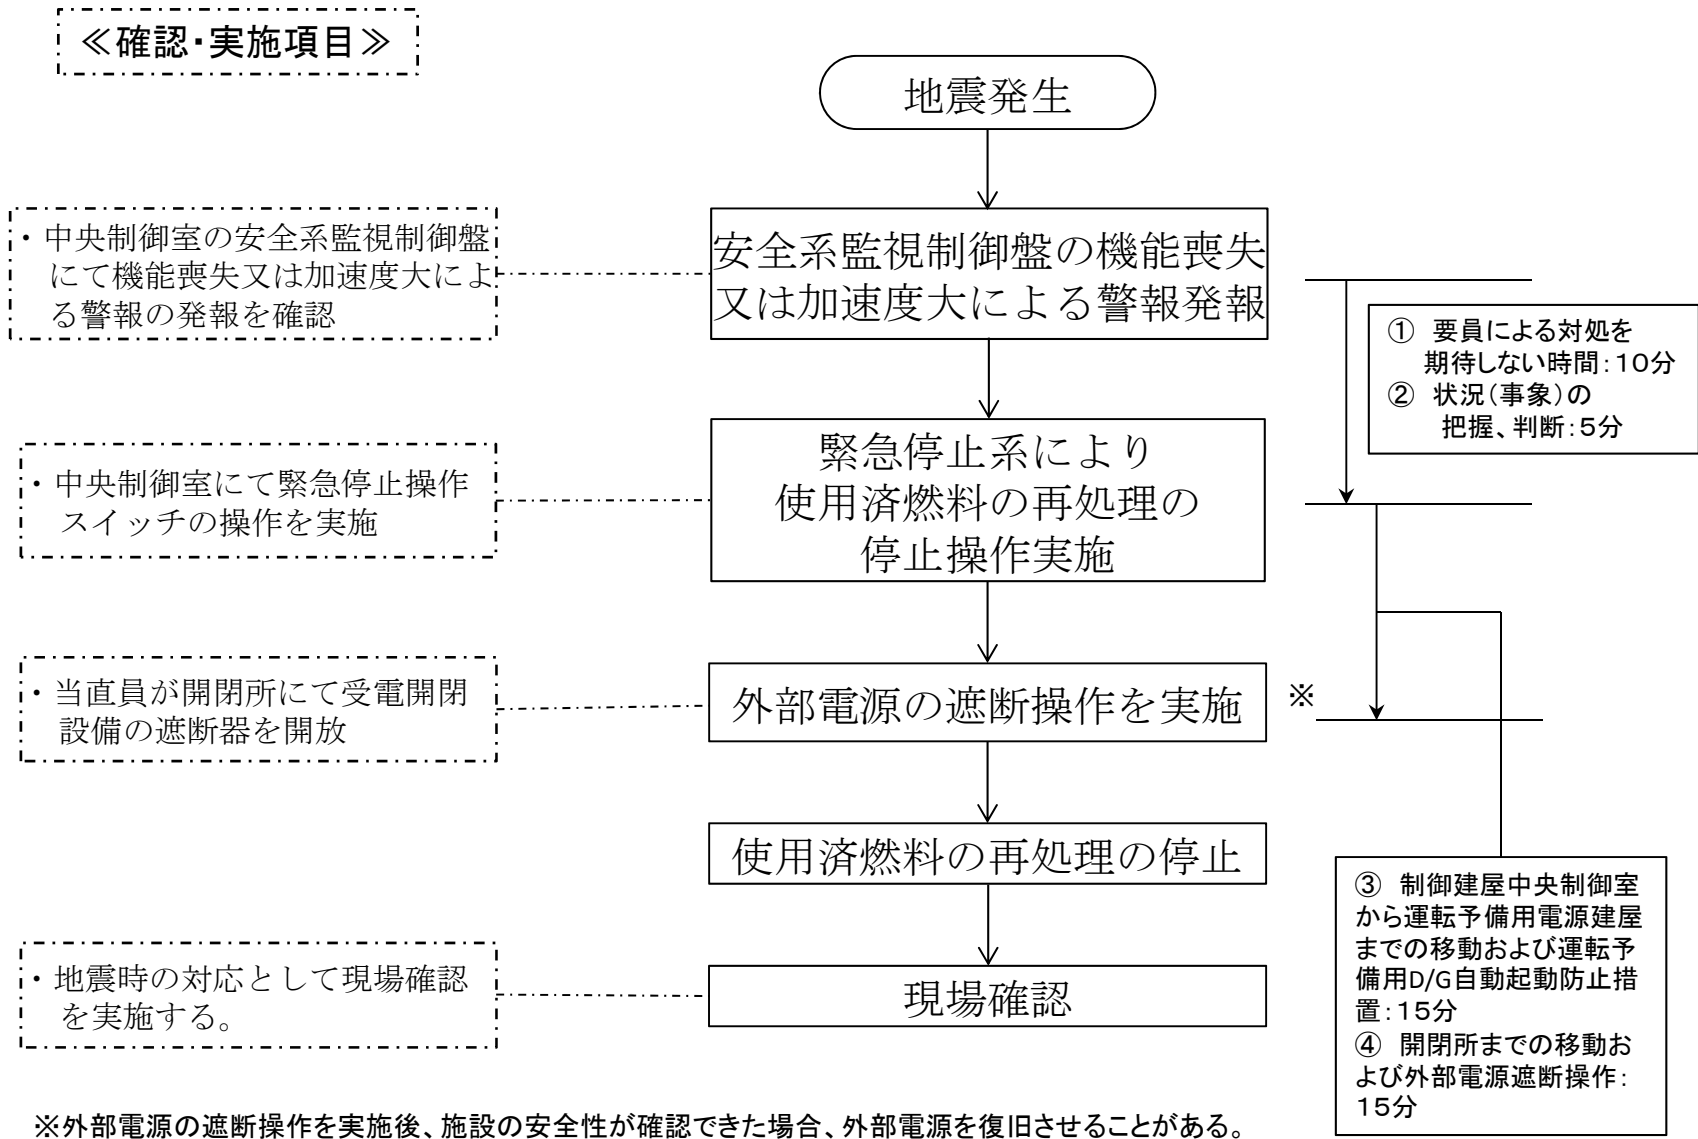 ≪確認・実施項目≫
地震発生
・中央制御室の安全系監視制御盤
にて機能喪失又は加速度大によ
る警報の発報を確認
安全系監視制御盤の機能喪失
又は加速度大による警報発報
① 要員による対処を
期待しない時間：10分
② 状況（事象）の
把握、判断：5分
・中央制御室にて緊急停止操作
スイッチの操作を実施
緊急停止系により
使用済燃料の再処理の
停止操作実施
・当直員が開閉所にて受電開閉
設備の遮断器を開放
外部電源の遮断操作を実施
※
使用済燃料の再処理の停止
③ 制御建屋中央制御室
から運転予備用電源建屋
までの移動および運転予
備用D/G自動起動防止措
置：15分
④ 開閉所までの移動お
よび外部電源遮断操作：
15分
・地震時の対応として現場確認
を実施する。
現場確認
※外部電源の遮断操作を実施後、施設の安全性が確認できた場合、外部電源を復旧させることがある。